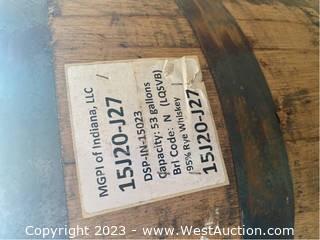 MGPI of Indiana, LLC
15J20-J27
DSP-IN-15023
Capacity: 53 gallons
Brl Code: N (LQSVB)
95% Rye Whiskey
15J20-J27
Copyright 2023 - WestAuction.com